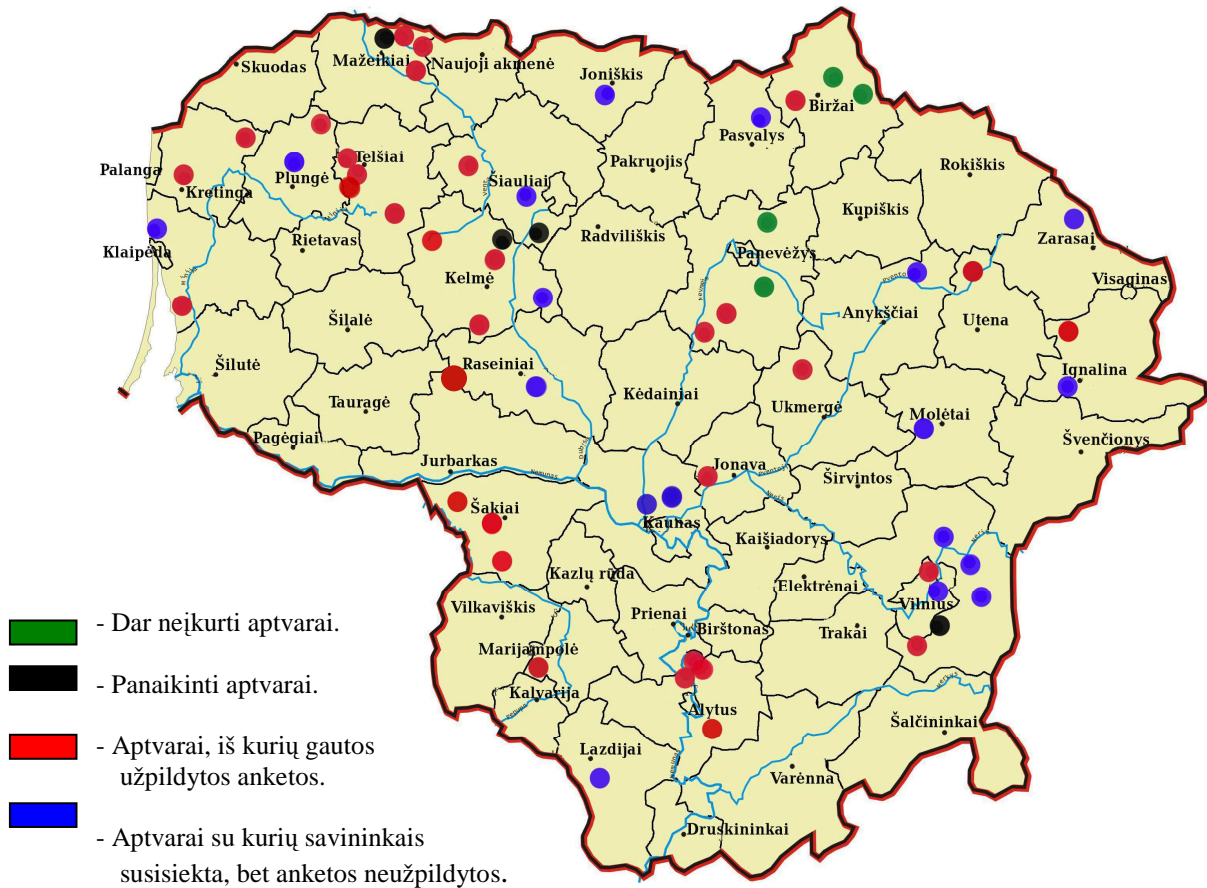 Skuodas
Mažeikiai
Naujoji akmenė
Joniškis
Biržai
Pasvalys
Pakruojis
Rokiškis
Palanga
Kretinga
Plungė
Telšiai
Šiauliai
Kupiškis
Zarasai
Klaipėda
Rietavas
Radviliškis
Panevėžys
Visaginas
Kelmė
Anykščiai
Utena
Šilalė
Šilutė
Raseiniai
Kėdainiai
Ignalina
Tauragė
Ukmergė
Molėtai
Pagėgiai
Švenčionys
Jurbarkas
Jonava
Širvintos
Šakiai
Kaunas
Kaišiadorys
Kazlų rūda
Elektrėnai
Vilkaviškis
Prienai
Birštonas
Trakai
Vilnius
Marijampolė
Kalvarija
Alytus
Šalčininkai
Lazdijai
Varėnna
Druskininkai
- Dar neįkurti aptvarai.
- Panaikinti aptvarai.
- Aptvarai, iš kurių gautos
užpildytos anketos.
- Aptvarai su kurių savininkais
susisiekta, bet anketos neužpildytos.